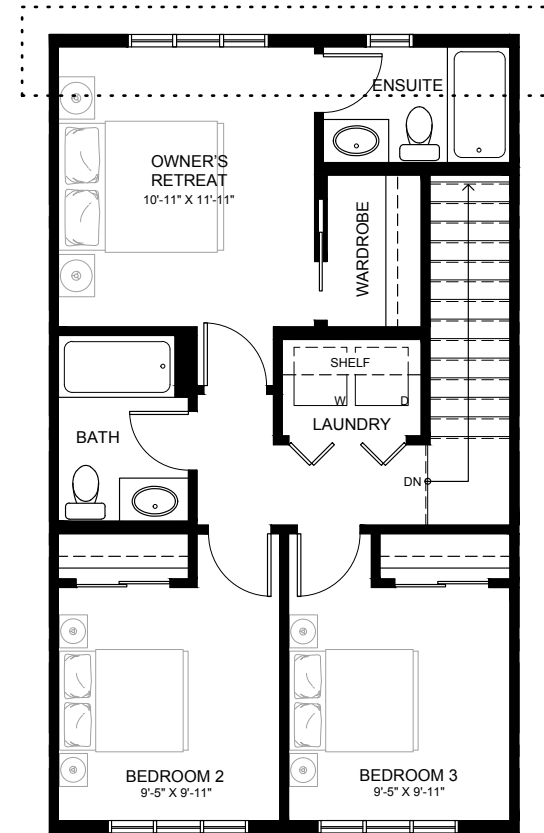 ENSUITE
OWNER'S
RETREAT
10'-11" X 11'-11"
WARDROBE
SHELF
W
D
LAUNDRY
BATH
DN
BEDROOM 2
9'-5" X 9'-11"
BEDROOM 3
9'-5" X 9'-11"